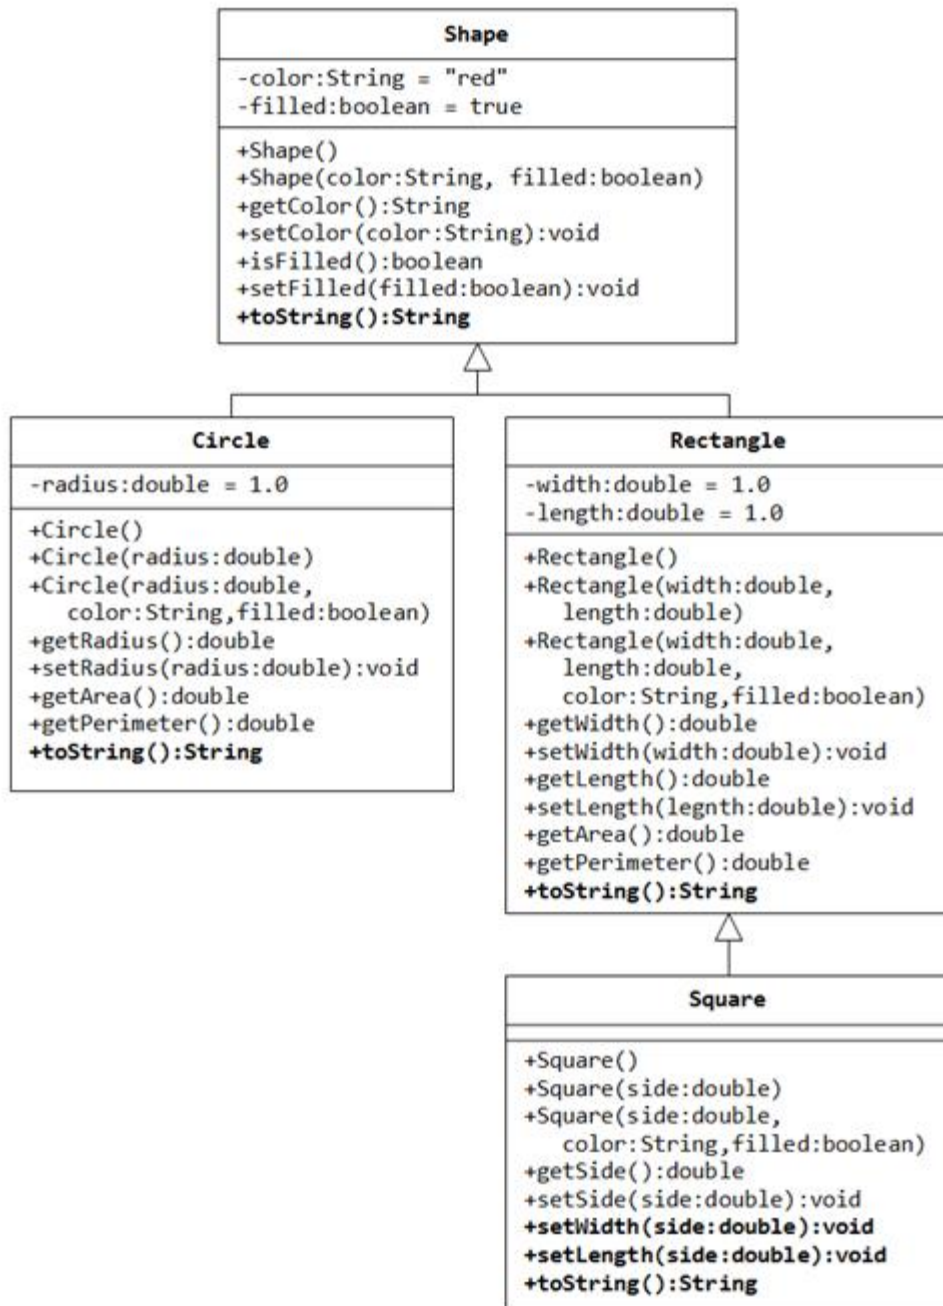 Shape
-color:String = "red"
-filled:boolean = true
+Shape()
+Shape(color:String, filled:boolean)
+getColor():String
+setColor(color:String):void
+isFilled():boolean
+setFilled(filled:boolean):void
+toString():String
Circle
-radius:double = 1.0
+Circle()
+Circle(radius:double)
+Circle(radius:double,
color:String,filled:boolean)
+getRadius():double
+setRadius(radius:double):void
+getArea():double
+getPerimeter():double
+toString():String
Rectangle
-width:double = 1.0
-length:double = 1.0
+Rectangle()
+Rectangle(width:double,
length:double)
+Rectangle(width:double,
length:double,
color:String,filled:boolean)
+getWidth():double
+setWidth(width:double):void
+getLength():double
+setLength(legnth:double):void
+getArea():double
+getPerimeter():double
+toString():String
Square
+Square()
+Square(side:double)
+Square(side:double,
color:String,filled:boolean)
+getSide():double
+setSide(side:double):void
+setWidth(side:double):void
+setLength(side:double):void
+toString():String